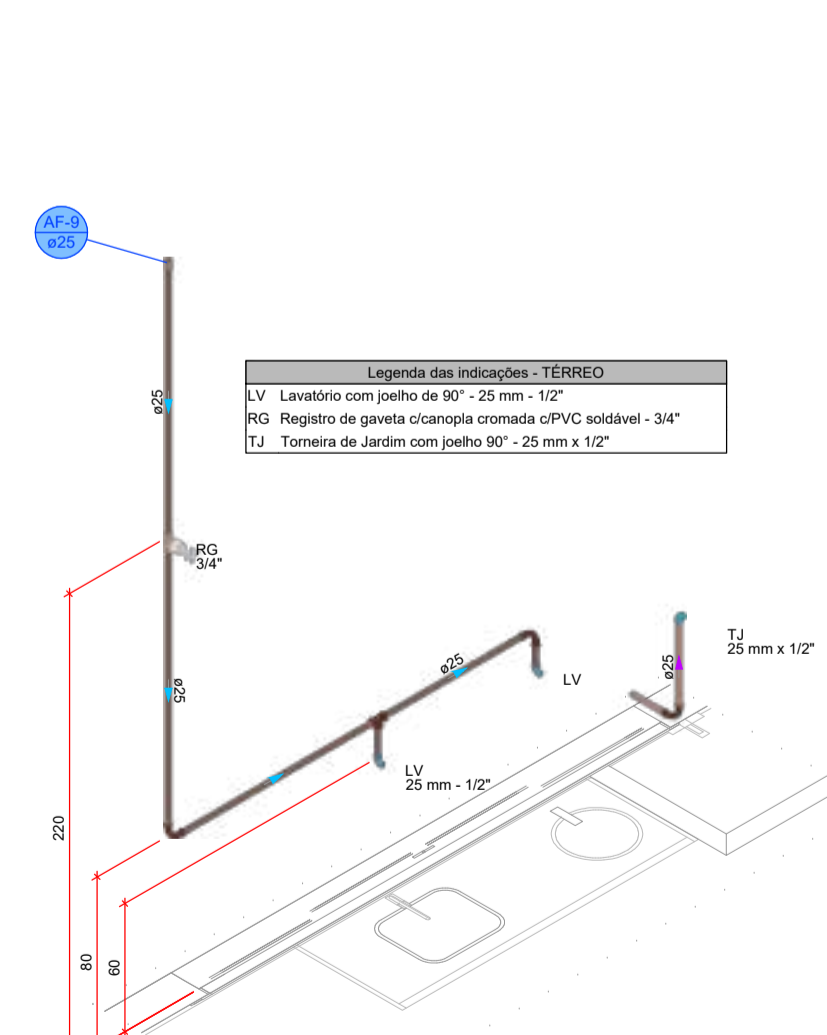 AF-9
ø25
Legenda das indicações - TÉRREO
LV Lavatório com joelho de 90° - 25 mm - 1/2"
RG Registro de gaveta c/canopla cromada c/PVC soldável - 3/4"
TJ Torneira de Jardim com joelho 90° - 25 mm x 1/2"
ø25
RG
3/4"
ø25
ø25
LV
ø25
TJ
25 mm x 1/2"
LV
25 mm - 1/2"
220
80
60